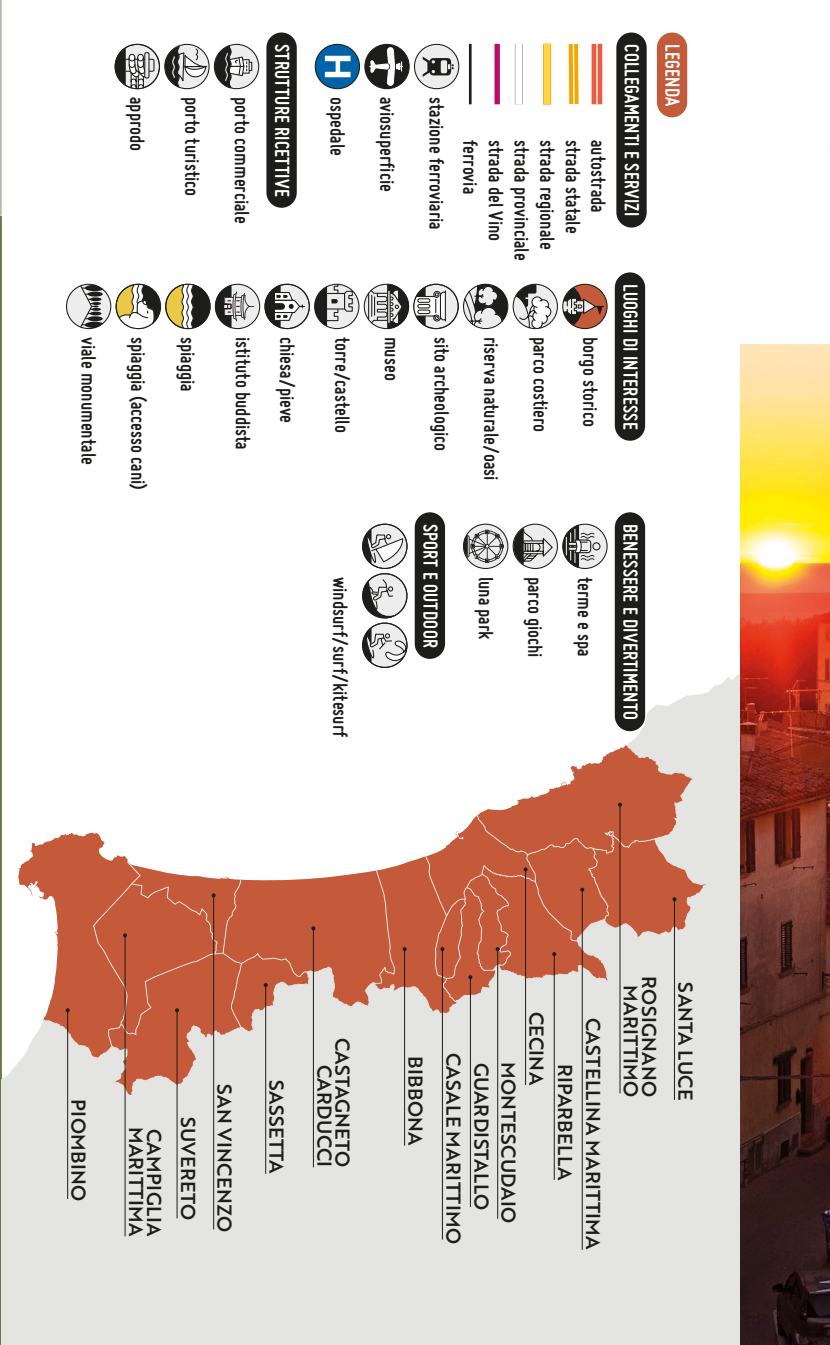 LEGENDA
COLLEGAMENTI E SERVIZI
autostrada
strada statale
strada regionale
strada provinciale
strada del Vino
ferrovia
stazione ferroviaria
aviosuperficie
H
ospedale
STRUTTURE RICETTIVE
porto commerciale
porto turistico
approdo
LUOGHI DI INTERESSE
borgo storico
parco costiero
riserva naturale/oasi
sito archeologico
museo
torre/castello
chiesa/pieve
istituto buddista
spiaggia
spiaggia (accesso cani)
viale monumentale
BENESSERE E DIVERTIMENTO
terme e spa
parco giochi
luna park
SPORT E OUTDOOR
windsurf/surf/kitesurf
SANTA LUCE
ROSIGNANO
MARITTIMO
CASTELLINA MARITTIMA
RIPARBELLA
CECINA
MONTESCUDAIO
GUARDISTALLO
CASALE MARITTIMO
BIBBONA
CASTAGNETO
CARDUCCI
SASSETTA
SAN VINCENZO
SUVERETO
CAMPIGLIA
MARITTIMA
PIOMBINO